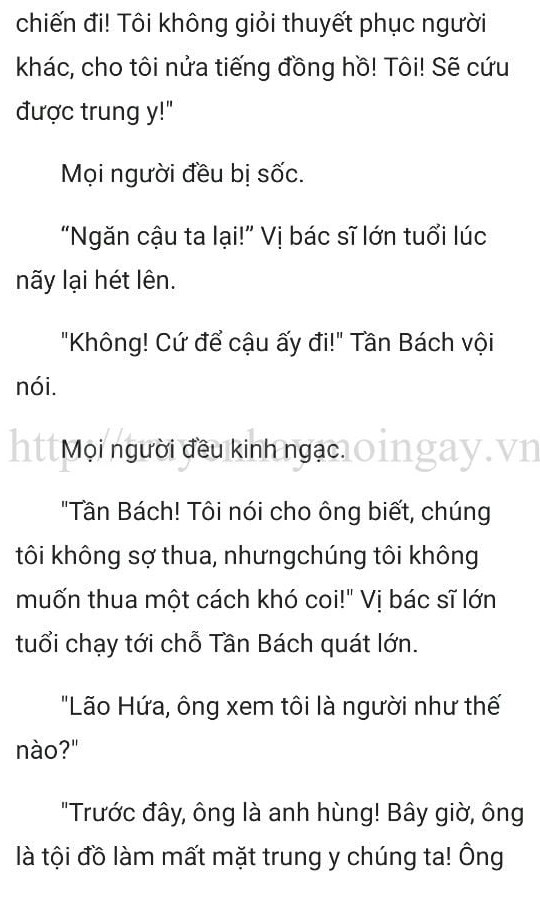 chiến đi! Tôi không giỏi thuyết phục người
khác, cho tôi nửa tiếng đồng hồ! Tôi! Sẽ cứu
được trung y!"
Mọi người đều bị sốc.
“Ngăn cậu ta lại!” Vị bác sĩ lớn tuổi lúc
nãy lại hét lên.
"Không! Cứ để cậu ấy đi!" Tần Bách vội
nói.
http://truyenhaymoingay.vn
Mọi người đều kinh ngạc.
"Tần Bách! Tôi nói cho ông biết, chúng
tôi không sợ thua, nhưngchúng tôi không
muốn thua một cách khó coi!" Vị bác sĩ lớn
tuổi chạy tới chỗ Tần Bách quát lớn.
"Lão Hứa, ông xem tôi là người như thế
nào?"
"Trước đây, ông là anh hùng! Bây giờ, ông
là tội đồ làm mất mặt trung y chúng ta! Ông